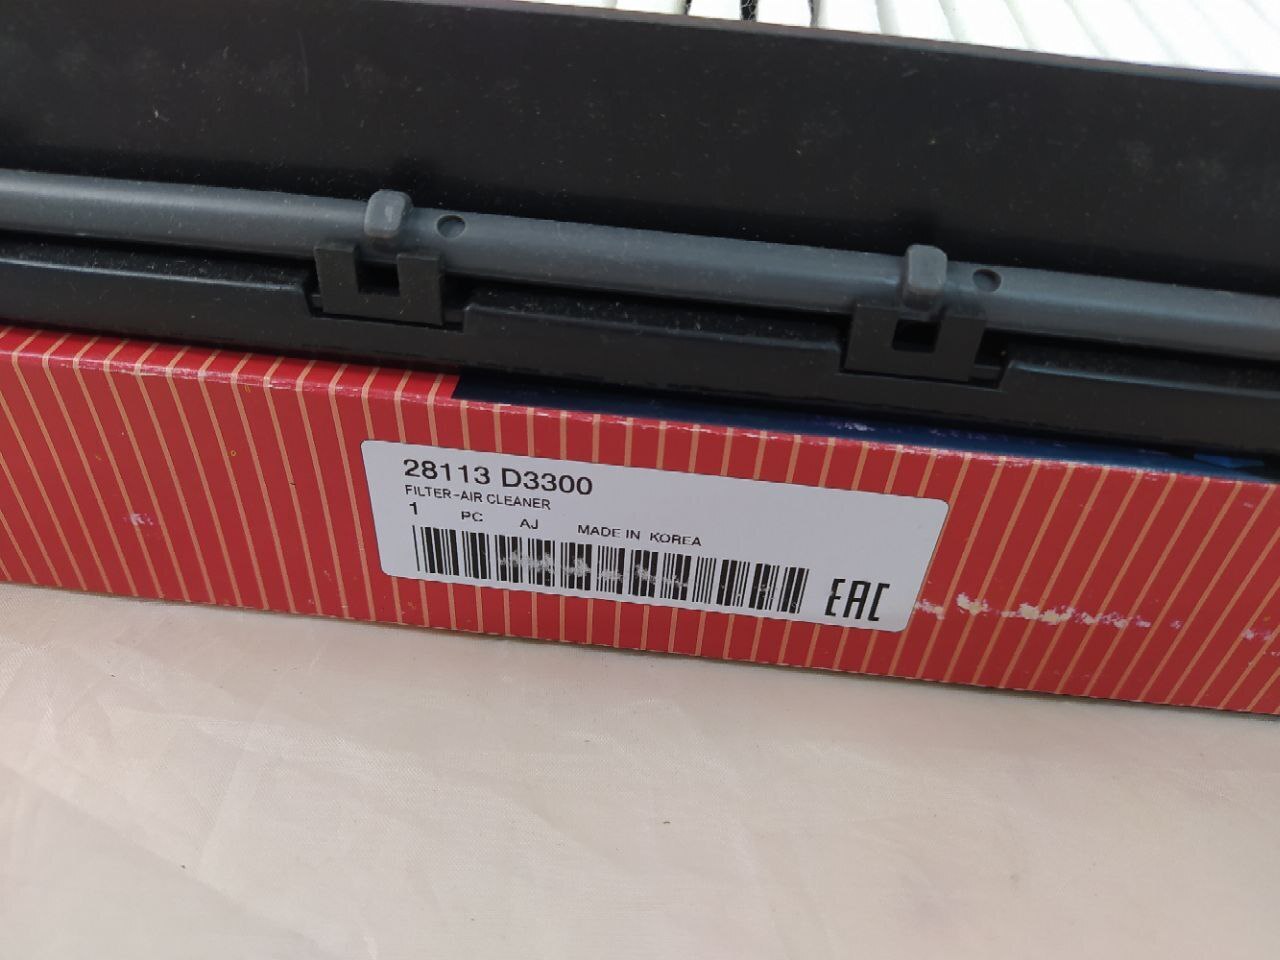 28113 D3300
FILTER-AIR CLEANER
1 PC AJ MADE IN KOREA
EAC